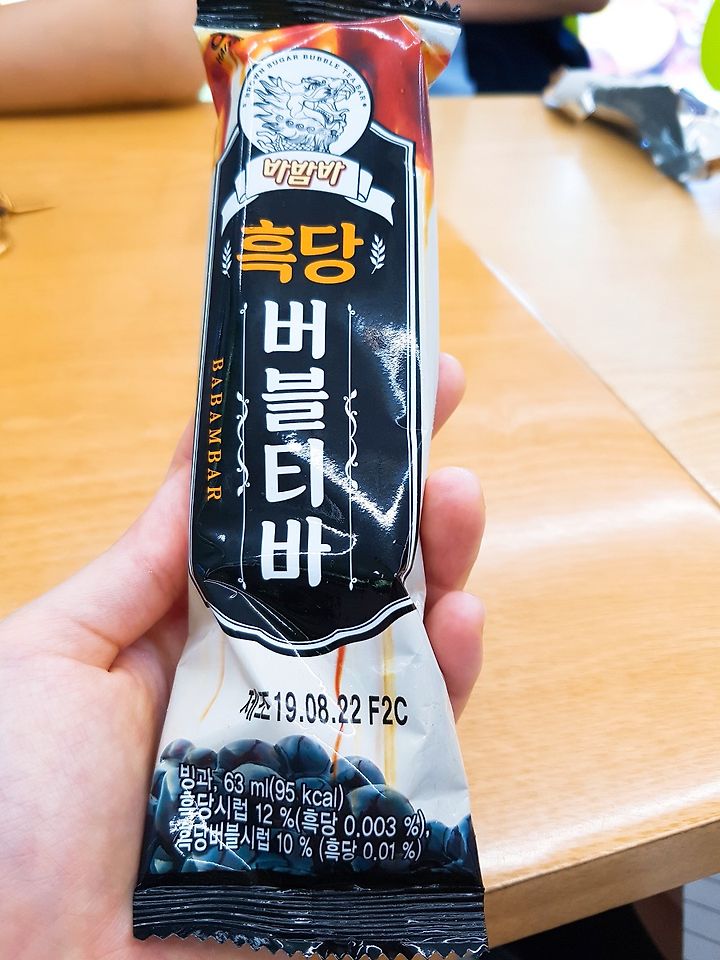 BROWN SUGAR BUBBLE TEA BAR
바밤바
흑당
버블티바
BABAMBAR
제조 19.08.22 F2C
빙과, 63 ml(95 kcal)
흑당시럽 12 %(흑당 0.003 %),
흑당버블시럽 10 % (흑당 0.01 %)